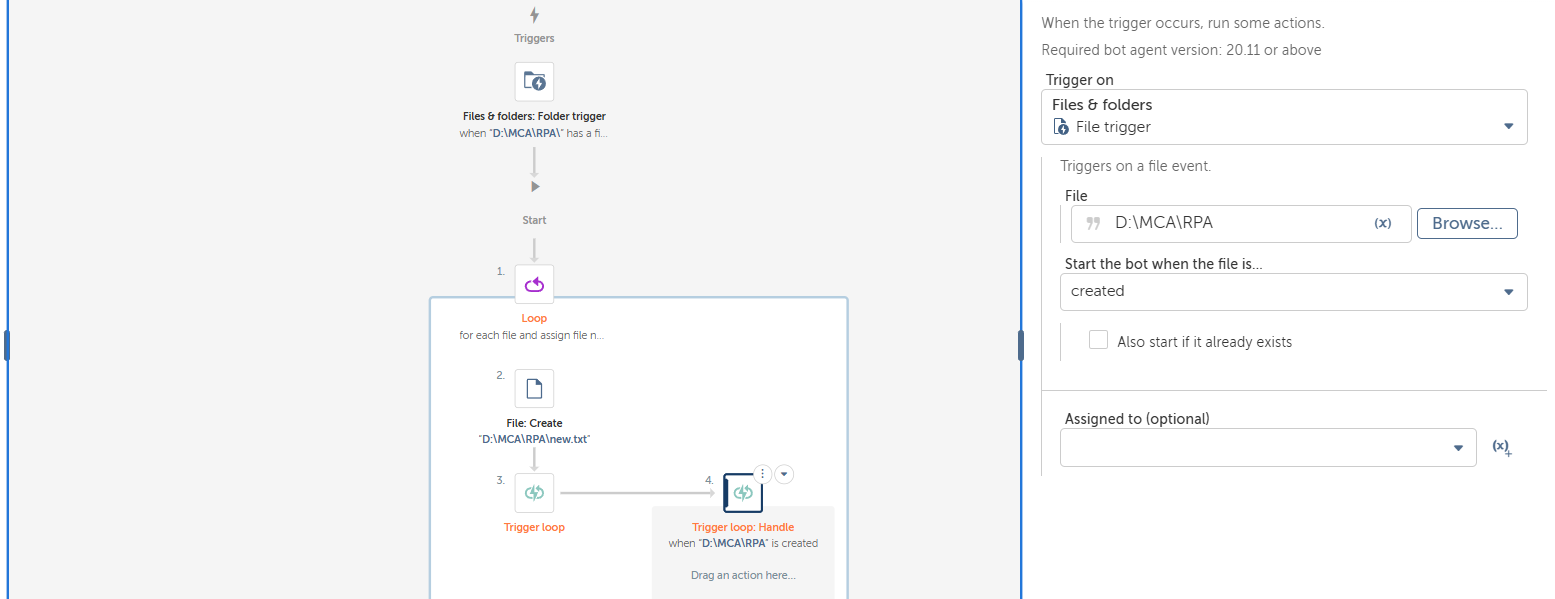 Triggers
Files & folders: Folder trigger
when "D:\MCA\RPA\" has a fi...
Start
1.
Loop
for each file and assign file n...
2.
File: Create
"D:\MCA\RPA\new.txt"
3.
Trigger loop
4.
Trigger loop: Handle
when "D:\MCA\RPA" is created
Drag an action here...
When the trigger occurs, run some actions.
Required bot agent version: 20.11 or above
Trigger on
Files & folders
File trigger
Triggers on a file event.
File
D:\MCA\RPA
(x)
Browse...
Start the bot when the file is...
created
Also start if it already exists
Assigned to (optional)
(x)+